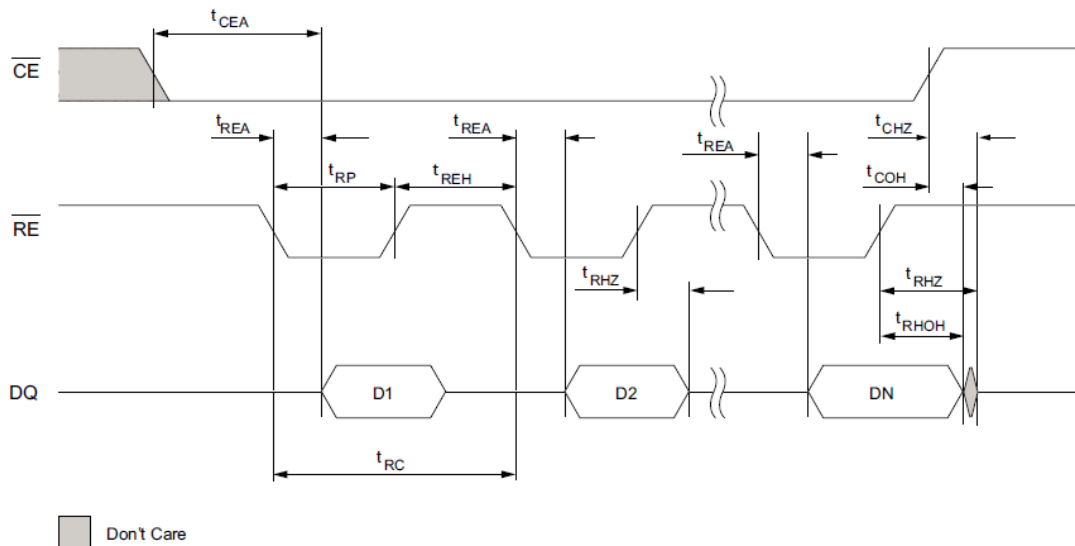 tCEA
CE
tREA
tREA
tCHZ
tREA
tRP
tREH
tCOH
RE
tRHZ
tRHZ
tRHOH
DQ
D1
D2
DN
tRC
Don't Care